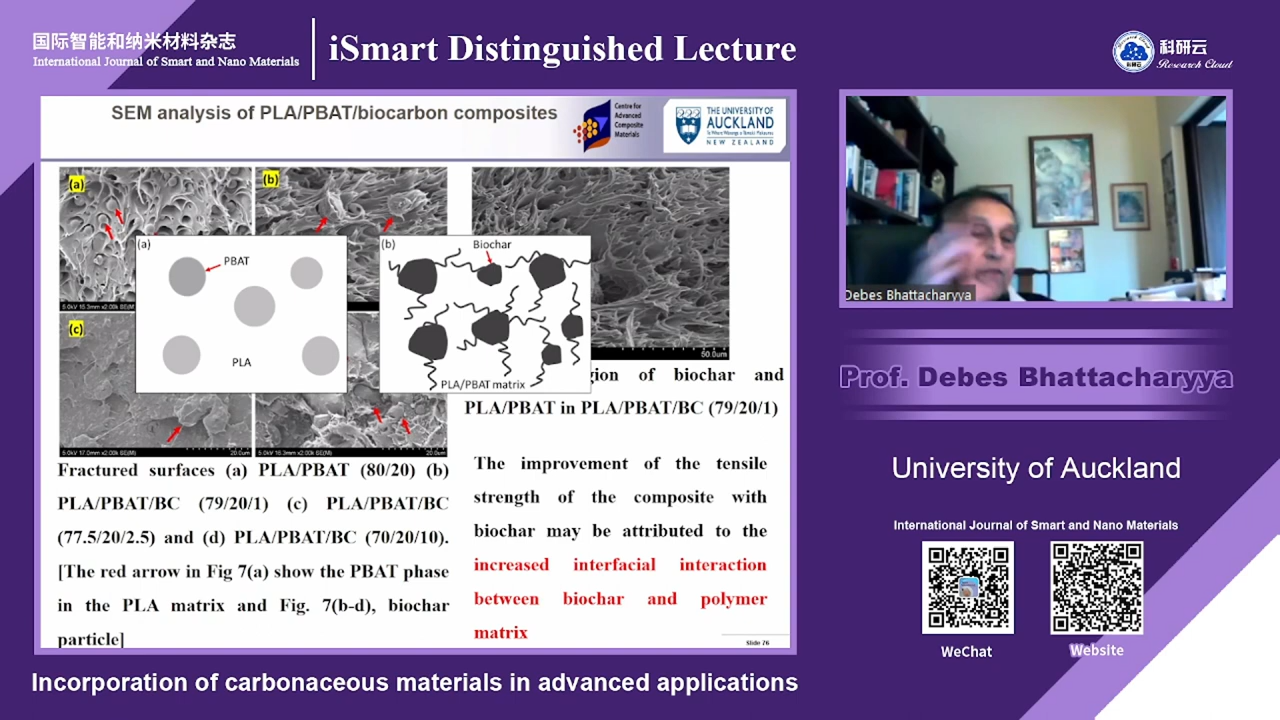 国际智能和纳米材料杂志
International Journal of Smart and Nano Materials
iSmart Distinguished Lecture
科研云
Research Cloud
SEM analysis of PLA/PBAT/biocarbon composites
Centre for
Advanced
Composite
Materials
THE UNIVERSITY OF
AUCKLAND
NEW ZEALAND
(a)
(b)
(a)
PBAT
PLA
(b)
Biochar
PLA/PBAT matrix
(c)
20.0um
20.0um
50.0um
gion of biochar and
PLA/PBAT in PLA/PBAT/BC (79/20/1)
Fractured surfaces (a) PLA/PBAT (80/20) (b)
PLA/PBAT/BC (79/20/1) (c) PLA/PBAT/BC
(77.5/20/2.5) and (d) PLA/PBAT/BC (70/20/10).
[The red arrow in Fig 7(a) show the PBAT phase
in the PLA matrix and Fig. 7(b-d), biochar
particle]
The improvement of the tensile
strength of the composite with
biochar may be attributed to the
increased interfacial interaction
between biochar and polymer
matrix
Slide 76
Debes Bhattacharyya
Prof. Debes Bhattacharyya
University of Auckland
International Journal of Smart and Nano Materials
WeChat
Website
Incorporation of carbonaceous materials in advanced applications